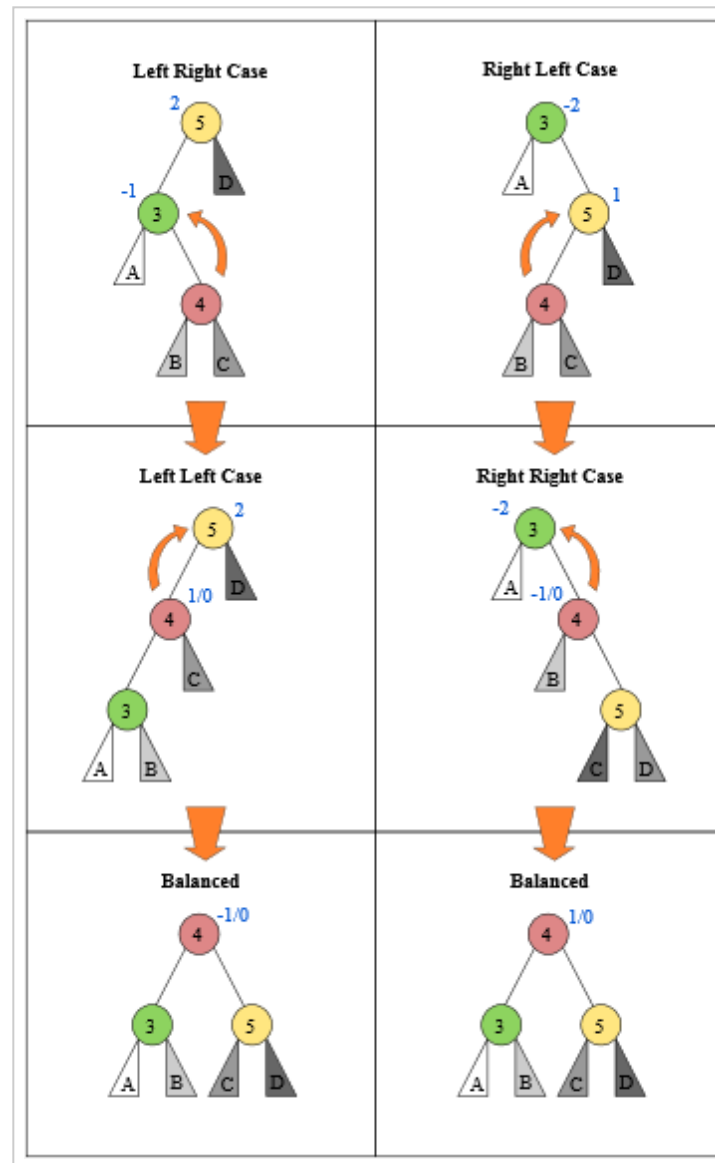 Left Right Case
2
5
D
-1
3
A
4
B C
Right Left Case
-2
3
A
1
5
D
4
B C
Left Left Case
2
5
D
1/0
4
C
3
A B
Right Right Case
-2
3
A
-1/0
4
B
5
C D
Balanced
-1/0
4
3 5
A B C D
Balanced
1/0
4
3 5
A B C D